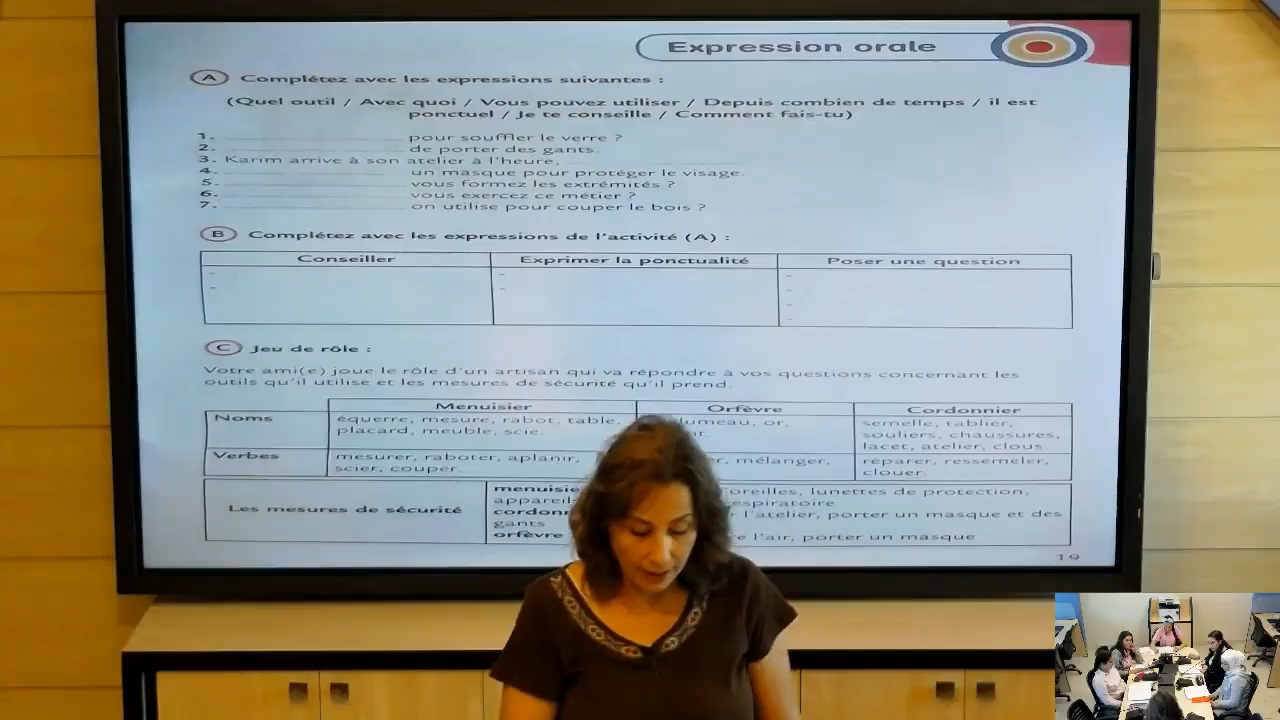 Expression orale
A Complétez avec les expressions suivantes :
(Quel outil / Avec quoi / Vous pouvez utiliser / Depuis combien de temps / il est
ponctuel / Je te conseille / Comment fais-tu)
1. pour souffler le verre ?
2. de porter des gants.
3. Karim arrive à son atelier à l'heure,
4. un masque pour protéger le visage.
5. vous formez les extrémités ?
6. vous exercez ce métier ?
7. on utilise pour couper le bois ?
B Complétez avec les expressions de l'activité (A) :
Conseiller Exprimer la ponctualité Poser une question
- - -
- - -
-
-
C Jeu de rôle :
Votre ami(e) joue le rôle d'un artisan qui va répondre à vos questions concernant les
outils qu'il utilise et les mesures de sécurité qu'il prend.
Menuisier Orfèvre Cordonnier
Noms équerre, mesure, rabot, table, or, semelle, tablier,
placard, meuble, scie. souliers, chaussures,
lacet, atelier, clous.
Verbes mesurer, raboter, aplanir, mélanger, réparer, ressemeler,
scier, couper clouer.
Les mesures de sécurité
d'oreilles, lunettes de protection,
respiratoire
l'atelier, porter un masque et des
gants
orfèvre l'air, porter un masque
19